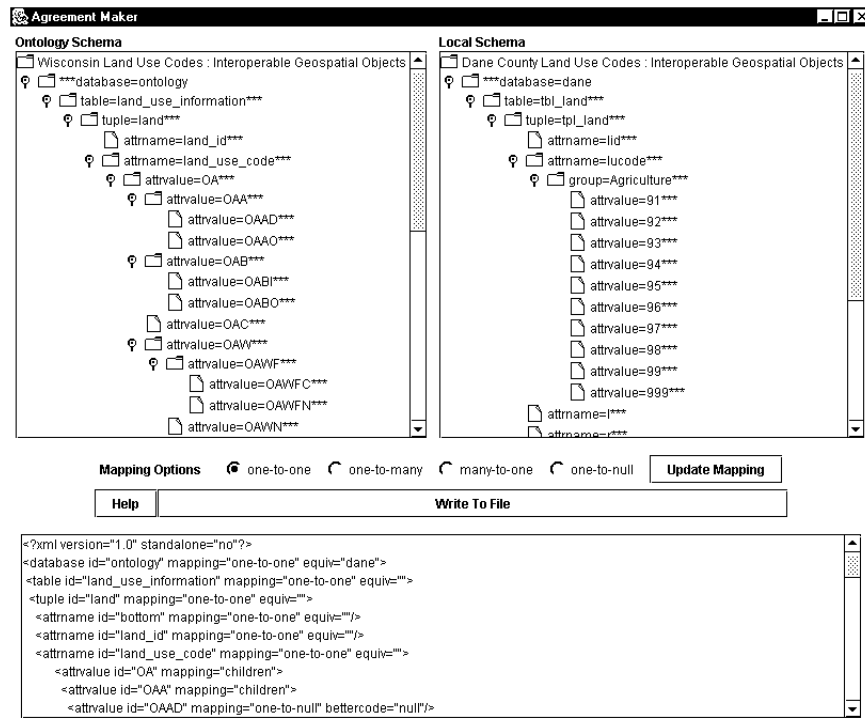 Agreement Maker
Ontology Schema
Wisconsin Land Use Codes : Interoperable Geospatial Objects
***database=ontology
table=land_use_information***
tuple=land***
attrname=land_id***
attrname=land_use_code***
attrvalue=OA***
attrvalue=OAA***
attrvalue=OAAD***
attrvalue=OAAO***
attrvalue=OAB***
attrvalue=OABI***
attrvalue=OABO***
attrvalue=OAC***
attrvalue=OAW***
attrvalue=OAWF***
attrvalue=OAWFC***
attrvalue=OAWFN***
attrvalue=OAWN***
Local Schema
Dane County Land Use Codes : Interoperable Geospatial Objects
***database=dane
table=tbl_land***
tuple=tpl_land***
attrname=lid***
attrname=lucode***
group=Agriculture***
attrvalue=91***
attrvalue=92***
attrvalue=93***
attrvalue=94***
attrvalue=95***
attrvalue=96***
attrvalue=97***
attrvalue=98***
attrvalue=99***
attrvalue=999***
attrname=l***
attrname=r***
Mapping Options one-to-one one-to-many many-to-one one-to-null Update Mapping
Help Write To File
<?xml version="1.0" standalone="no"?>
<database id="ontology" mapping="one-to-one" equiv="dane">
<table id="land_use_information" mapping="one-to-one" equiv="">
<tuple id="land" mapping="one-to-one" equiv="">
<attrname id="bottom" mapping="one-to-one" equiv=""/>
<attrname id="land_id" mapping="one-to-one" equiv=""/>
<attrname id="land_use_code" mapping="one-to-one" equiv="">
<attrvalue id="OA" mapping="children">
<attrvalue id="OAA" mapping="children">
<attrvalue id="OAAD" mapping="one-to-null" bettercode="null"/>